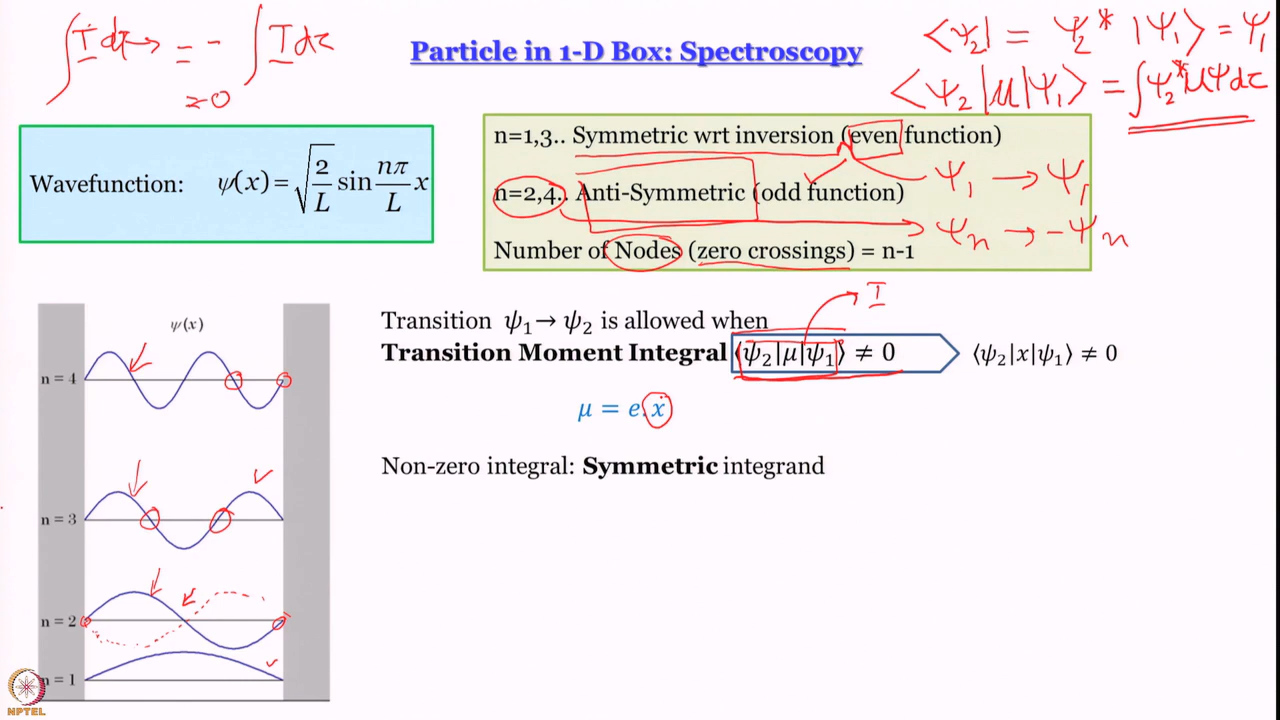 ∫I dτ → = - ∫I dτ
= 0
Particle in 1-D Box: Spectroscopy
⟨ψ₂| = ψ₂* |ψ₁⟩ = ψ₁
⟨ψ₂|μ|ψ₁⟩ = ∫ψ₂*μψ dτ
Wavefunction: ψ(x) = √(2/L) sin (nπ/L) x
n=1,3.. Symmetric wrt inversion (even function)
n=2,4.. Anti-Symmetric (odd function)
Number of Nodes (zero crossings) = n-1
ψ₁ → ψ₁
ψₙ → -ψₙ
I
Transition ψ₁→ψ₂ is allowed when
Transition Moment Integral ⟨ψ₂|μ|ψ₁⟩ ≠ 0 ⟨ψ₂|x|ψ₁⟩ ≠ 0
μ = e.x
Non-zero integral: Symmetric integrand
ψ(x)
n = 4
n = 3
n = 2
n = 1
NPTEL